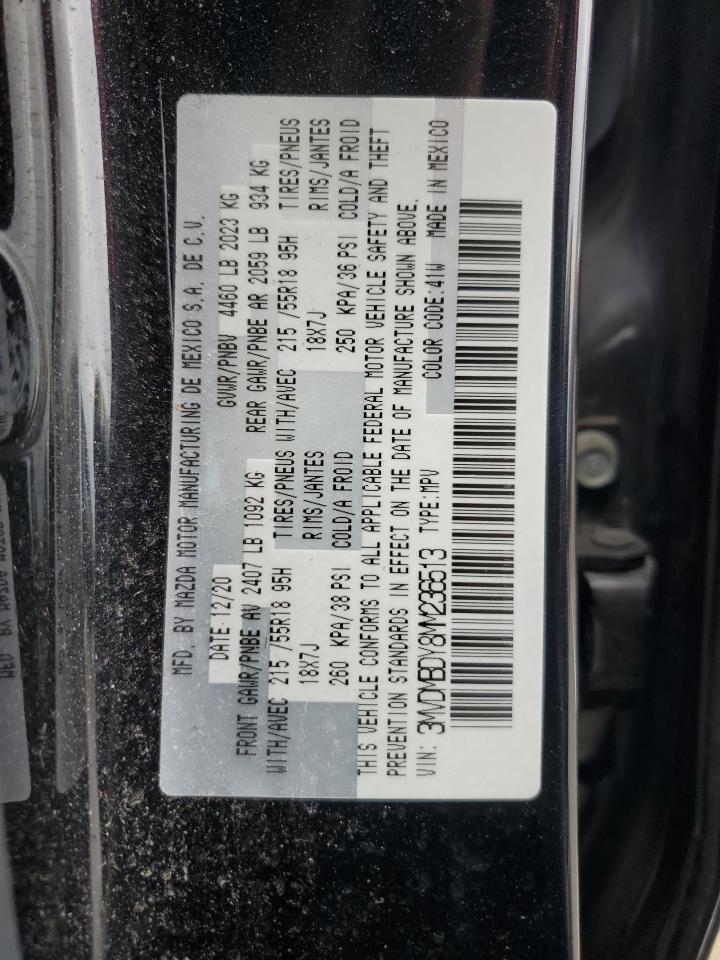 MFD. BY MAZDA MOTOR MANUFACTURING DE MEXICO S.A. DE C.V.
DATE: 12/20 GVWR/PNBV 4460 LB 2023 KG
FRONT GAWR/PNBE AV 2407 LB 1092 KG REAR GAWR/PNBE AR 2059 LB 934 KG
WITH/AVEC 215 /55R18 95H TIRES/PNEUS WITH/AVEC 215 /55R18 95H TIRES/PNEUS
18X7J RIMS/JANTES 18X7J RIMS/JANTES
260 KPA/38 PSI COLD/A FROID 250 KPA/36 PSI COLD/A FROID
THIS VEHICLE CONFORMS TO ALL APPLICABLE FEDERAL MOTOR VEHICLE SAFETY AND THEFT
PREVENTION STANDARDS IN EFFECT ON THE DATE OF MANUFACTURE SHOWN ABOVE.
VIN: 3MVDMBDY8MM236513 TYPE:MPV COLOR CODE:41W MADE IN MEXICO